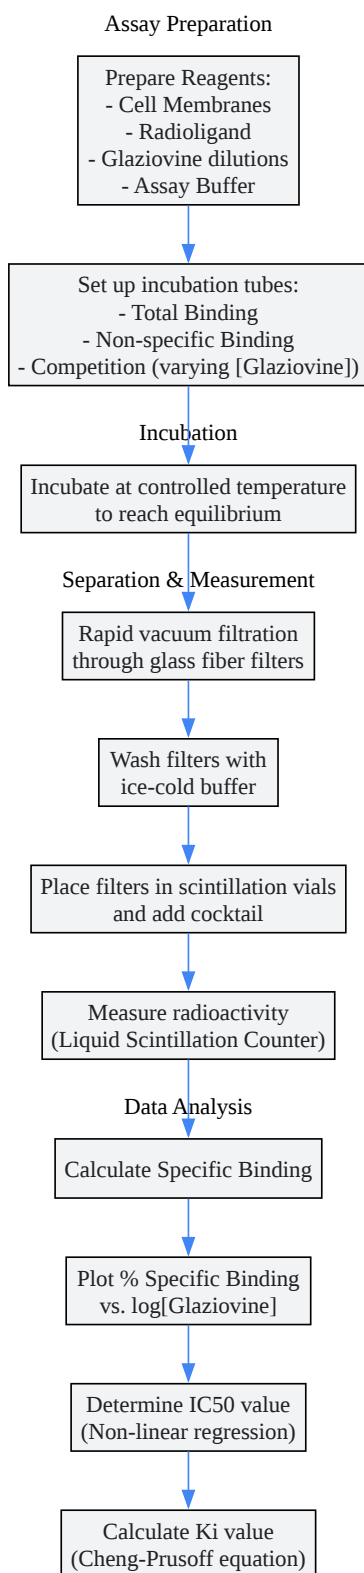 Assay Preparation
Prepare Reagents:
- Cell Membranes
- Radioligand
- Glaziovine dilutions
- Assay Buffer
Set up incubation tubes:
- Total Binding
- Non-specific Binding
- Competition (varying [Glaziovine])
Incubation
Incubate at controlled temperature
to reach equilibrium
Separation & Measurement
Rapid vacuum filtration
through glass fiber filters
Wash filters with
ice-cold buffer
Place filters in scintillation vials
and add cocktail
Measure radioactivity
(Liquid Scintillation Counter)
Data Analysis
Calculate Specific Binding
Plot % Specific Binding
vs. log[Glaziovine]
Determine IC50 value
(Non-linear regression)
Calculate Ki value
(Cheng-Prusoff equation)